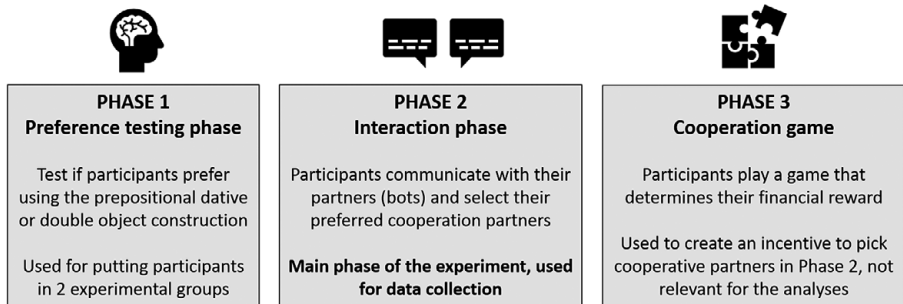 PHASE 1
Preference testing phase
Test if participants prefer
using the prepositional dative
or double object construction
Used for putting participants
in 2 experimental groups
PHASE 2
Interaction phase
Participants communicate with their
partners (bots) and select their
preferred cooperation partners
Main phase of the experiment, used
for data collection
PHASE 3
Cooperation game
Participants play a game that
determines their financial reward
Used to create an incentive to pick
cooperative partners in Phase 2, not
relevant for the analyses